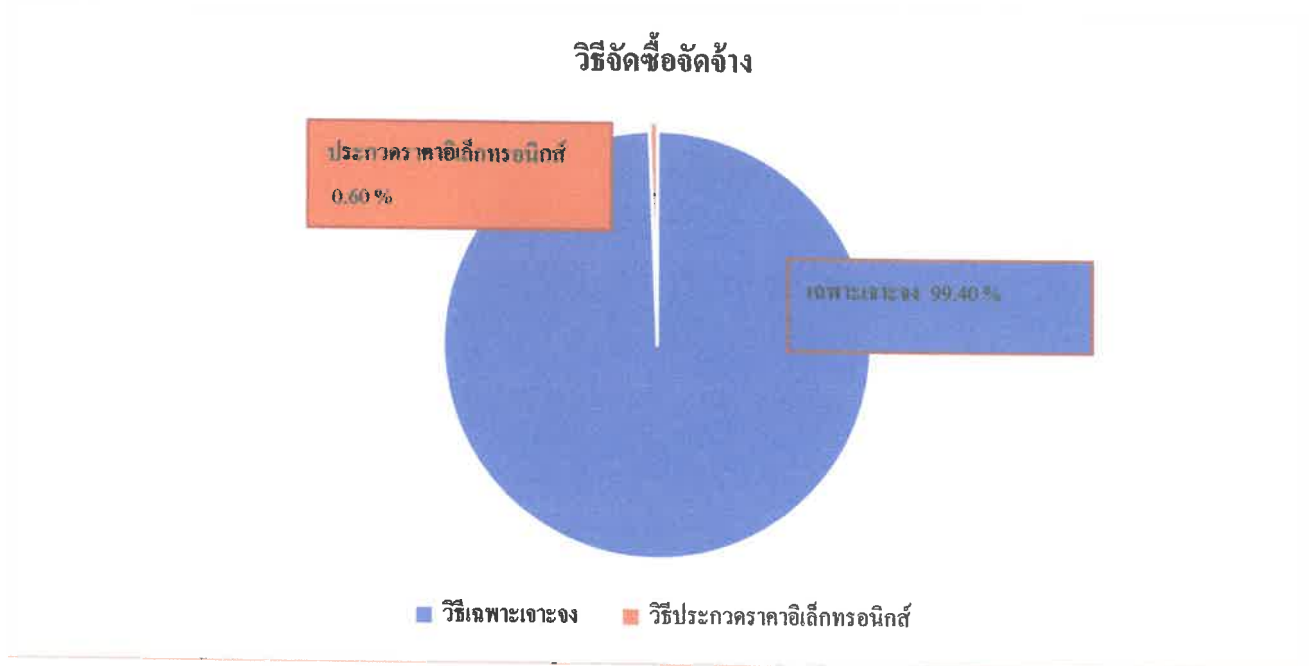 วิธีจัดซื้อจัดจ้าง
ประกวดราคาอิเล็กทรอนิกส์
0.60 %
เฉพาะเจาะจง 99.40 %
วิธีเฉพาะเจาะจง
วิธีประกวดราคาอิเล็กทรอนิกส์